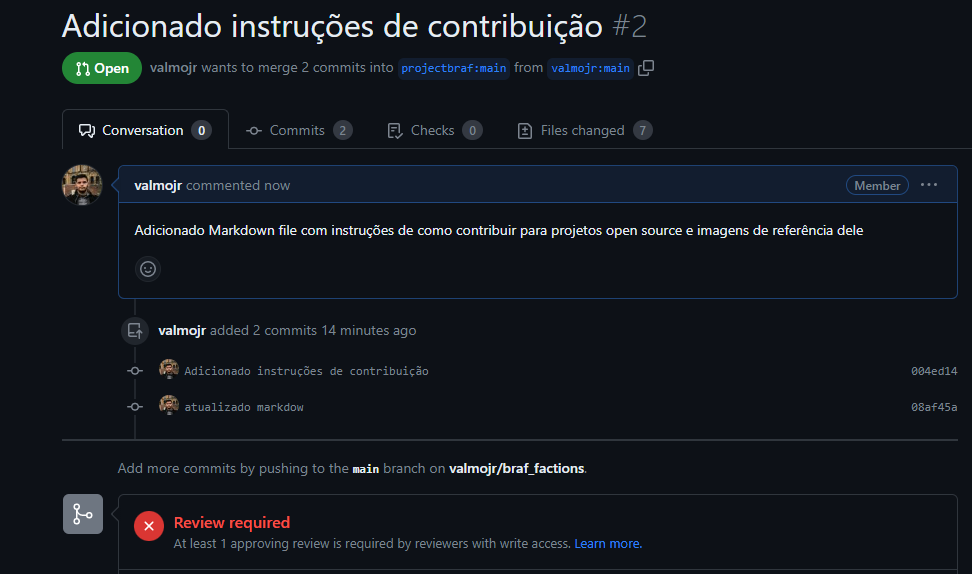 Adicionado instruções de contribuição #2
Open valmojr wants to merge 2 commits into projectbraf:main from valmojr:main
Conversation 0 Commits 2 Checks 0 Files changed 7
valmojr commented now Member
Adicionado Markdown file com instruções de como contribuir para projetos open source e imagens de referência dele
valmojr added 2 commits 14 minutes ago
Adicionado instruções de contribuição 004ed14
atualizado markdow 08af45a
Add more commits by pushing to the main branch on valmojr/braf_factions.
Review required
At least 1 approving review is required by reviewers with write access. Learn more.